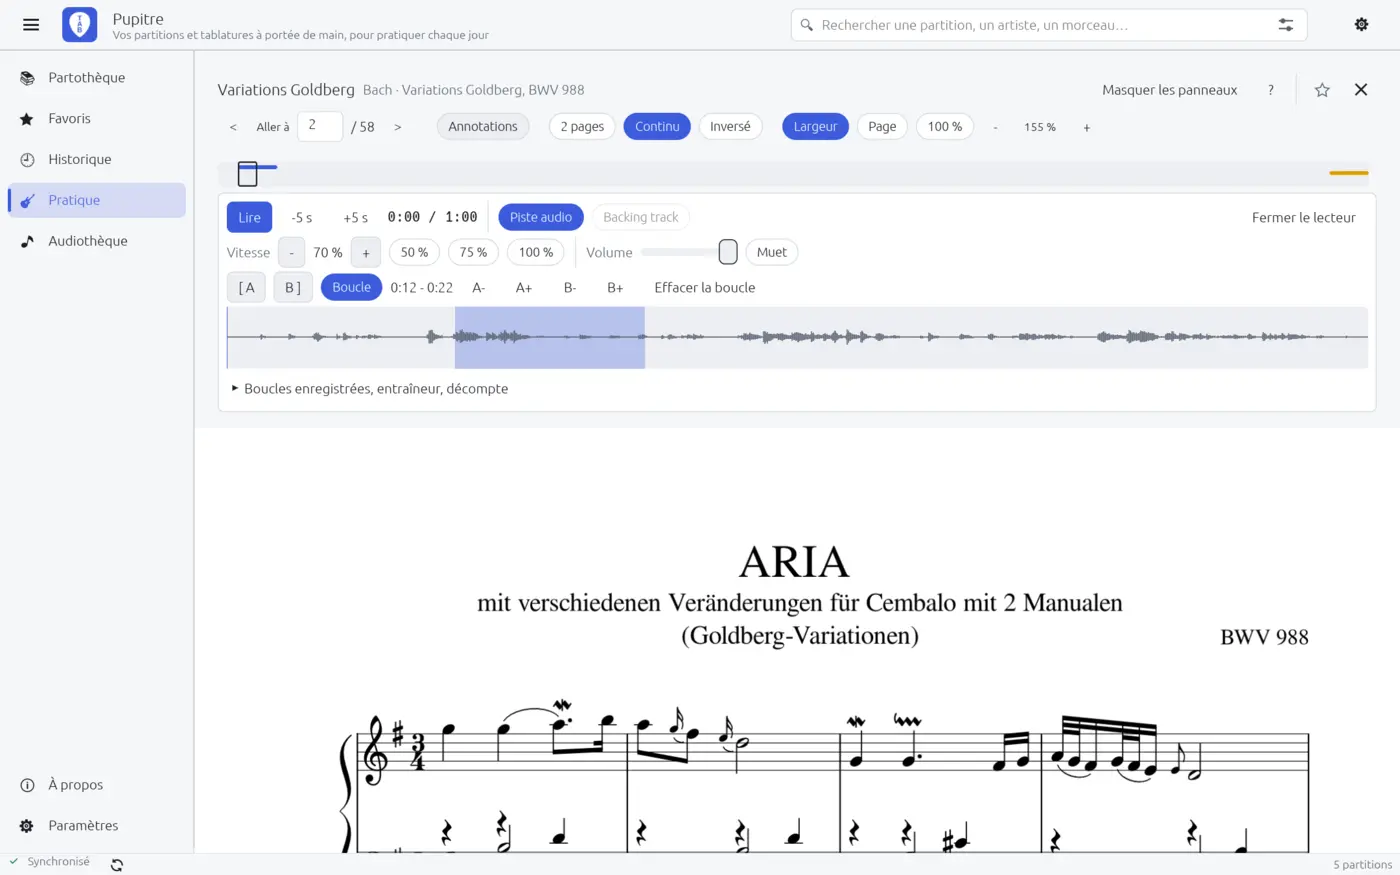 TAB
Pupitre
Vos partitions et tablatures à portée de main, pour pratiquer chaque jour
Rechercher une partition, un artiste, un morceau…
Partothèque
Favoris
Historique
Pratique
Audiothèque
À propos
Paramètres
Synchronisé
5 partitions
Variations Goldberg Bach · Variations Goldberg, BWV 988
Masquer les panneaux ?
< Aller à 2 / 58 > Annotations 2 pages Continu Inversé Largeur Page 100 % - 155 % +
Lire -5 s +5 s 0:00 / 1:00 Piste audio Backing track Fermer le lecteur
Vitesse - 70 % + 50 % 75 % 100 % Volume Muet
[ A B ] Boucle 0:12 - 0:22 A- A+ B- B+ Effacer la boucle
Boucles enregistrées, entraîneur, décompte
ARIA
mit verschiedenen Veränderungen für Cembalo mit 2 Manualen
(Goldberg-Variationen)
BWV 988
3
4